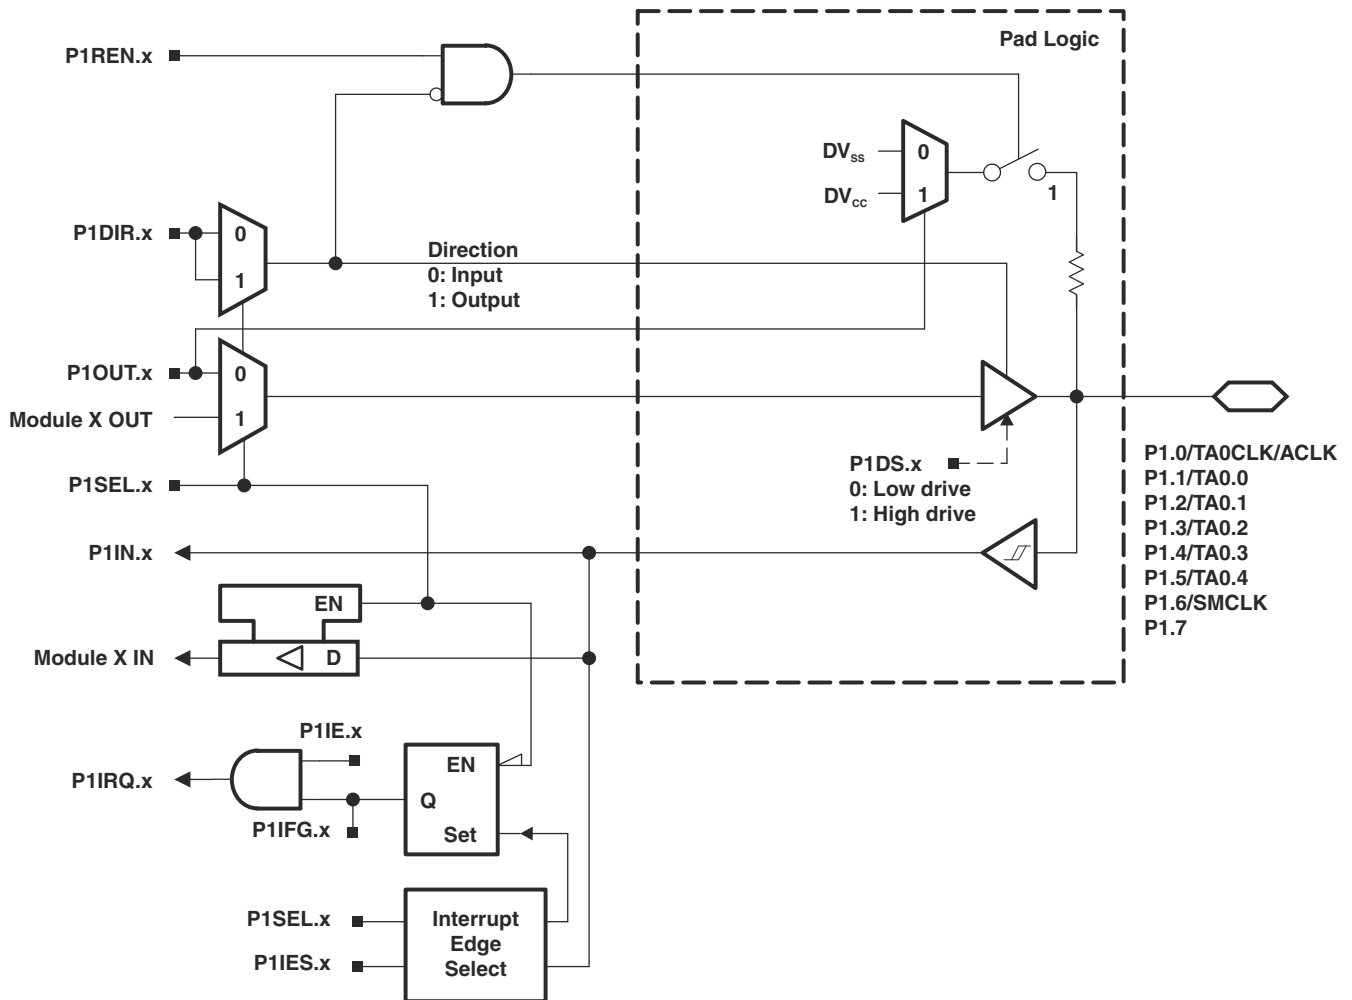 Pad Logic
P1REN.x
DVSS
0
DVCC
1
1
P1DIR.x
0
1
Direction
0: Input
1: Output
P1OUT.x
0
Module X OUT
1
P1SEL.x
P1DS.x
0: Low drive
1: High drive
P1.0/TA0CLK/ACLK
P1.1/TA0.0
P1.2/TA0.1
P1.3/TA0.2
P1.4/TA0.3
P1.5/TA0.4
P1.6/SMCLK
P1.7
P1IN.x
EN
Module X IN
D
P1IE.x
P1IRQ.x
EN
Q
P1IFG.x
Set
P1SEL.x
P1IES.x
Interrupt
Edge
Select